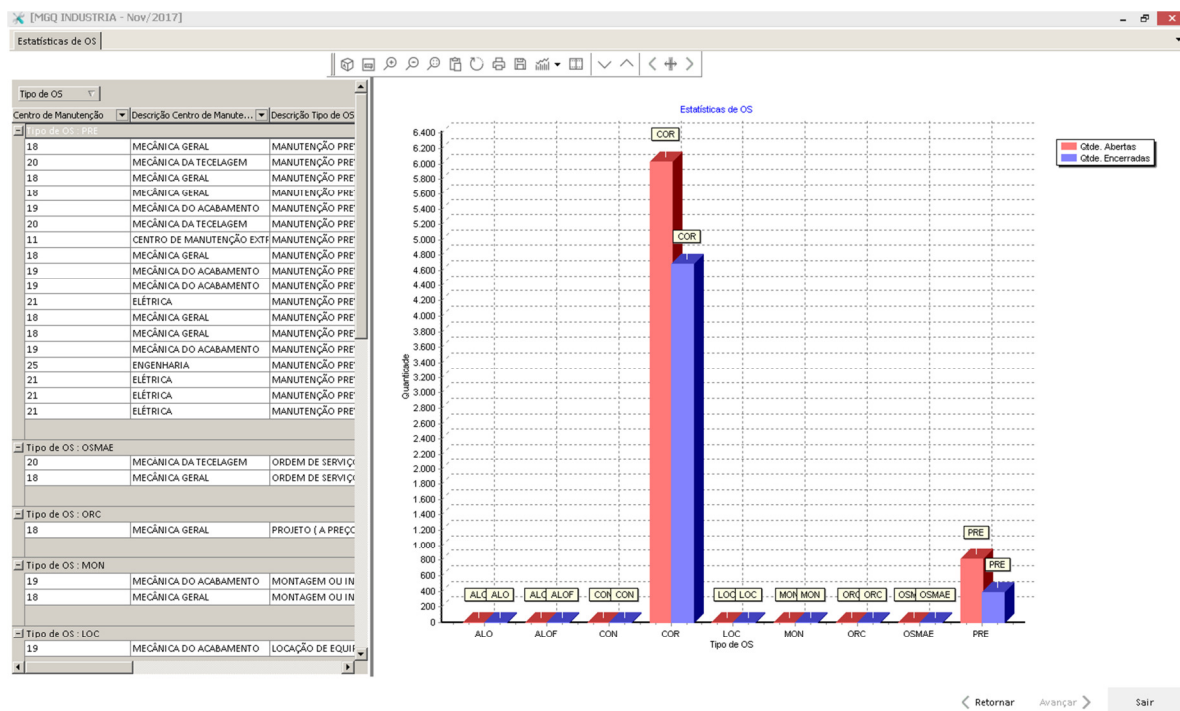 [MGQ INDUSTRIA - Nov/2017]
Estatísticas de OS
Tipo de OS
Centro de Manutenção Descrição Centro de Manute... Descrição Tipo de OS
Tipo de OS : PRE
18 MECÂNICA GERAL MANUTENÇÃO PRE
20 MECÂNICA DA TECELAGEM MANUTENÇÃO PRE
18 MECÂNICA GERAL MANUTENÇÃO PRE
18 MECÂNICA GERAL MANUTENÇÃO PRE
19 MECÂNICA DO ACABAMENTO MANUTENÇÃO PRE
20 MECÂNICA DA TECELAGEM MANUTENÇÃO PRE
11 CENTRO DE MANUTENÇÃO EXTR MANUTENÇÃO PRE
18 MECÂNICA GERAL MANUTENÇÃO PRE
19 MECÂNICA DO ACABAMENTO MANUTENÇÃO PRE
19 MECÂNICA DO ACABAMENTO MANUTENÇÃO PRE
21 ELÉTRICA MANUTENÇÃO PRE
18 MECÂNICA GERAL MANUTENÇÃO PRE
18 MECÂNICA GERAL MANUTENÇÃO PRE
19 MECÂNICA DO ACABAMENTO MANUTENÇÃO PRE
25 ENGENHARIA MANUTENÇÃO PRE
21 ELÉTRICA MANUTENÇÃO PRE
21 ELÉTRICA MANUTENÇÃO PRE
21 ELÉTRICA MANUTENÇÃO PRE
Tipo de OS : OSMAE
20 MECÂNICA DA TECELAGEM ORDEM DE SERVIÇ
18 MECÂNICA GERAL ORDEM DE SERVIÇ
Tipo de OS : ORC
18 MECÂNICA GERAL PROJETO ( A PREÇO
Tipo de OS : MON
19 MECÂNICA DO ACABAMENTO MONTAGEM OU IN
18 MECÂNICA GERAL MONTAGEM OU IN
Tipo de OS : LOC
19 MECÂNICA DO ACABAMENTO LOCAÇÃO DE EQUIP
Estatísticas de OS
Qtde. Abertas
Qtde. Encerradas
Quantidade
6.400
6.200
6.000
5.800
5.600
5.400
5.200
5.000
4.800
4.600
4.400
4.200
4.000
3.800
3.600
3.400
3.200
3.000
2.800
2.600
2.400
2.200
2.000
1.800
1.600
1.400
1.200
1.000
800
600
400
200
0
COR
COR
PRE
PRE
ALO ALO ALO ALOF CON CON LOC LOC MON MON ORC ORC OSM OSMAE
ALO ALOF CON COR LOC MON ORC OSMAE PRE
Tipo de OS
Retornar Avançar Sair